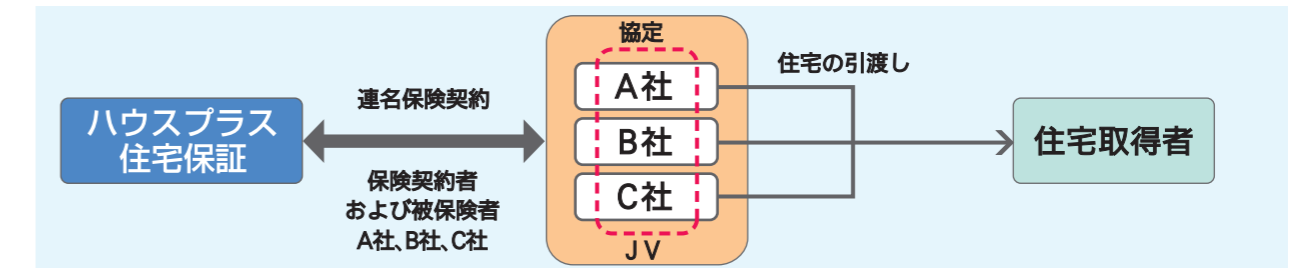 ハウスプラス
住宅保証
連名保険契約
保険契約者
および被保険者
A社、B社、C社
協定
A社
B社
C社
JV
住宅の引渡し
住宅取得者